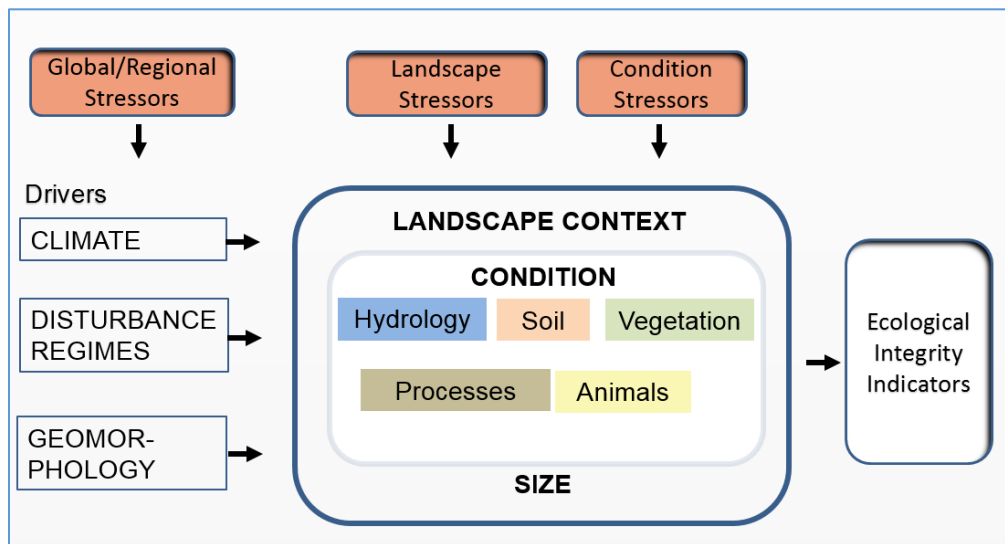 Global/Regional
Stressors
Landscape
Stressors
Condition
Stressors
Drivers
CLIMATE
DISTURBANCE
REGIMES
GEOMOR-
PHOLOGY
LANDSCAPE CONTEXT
CONDITION
Hydrology
Soil
Vegetation
Processes
Animals
SIZE
Ecological
Integrity
Indicators